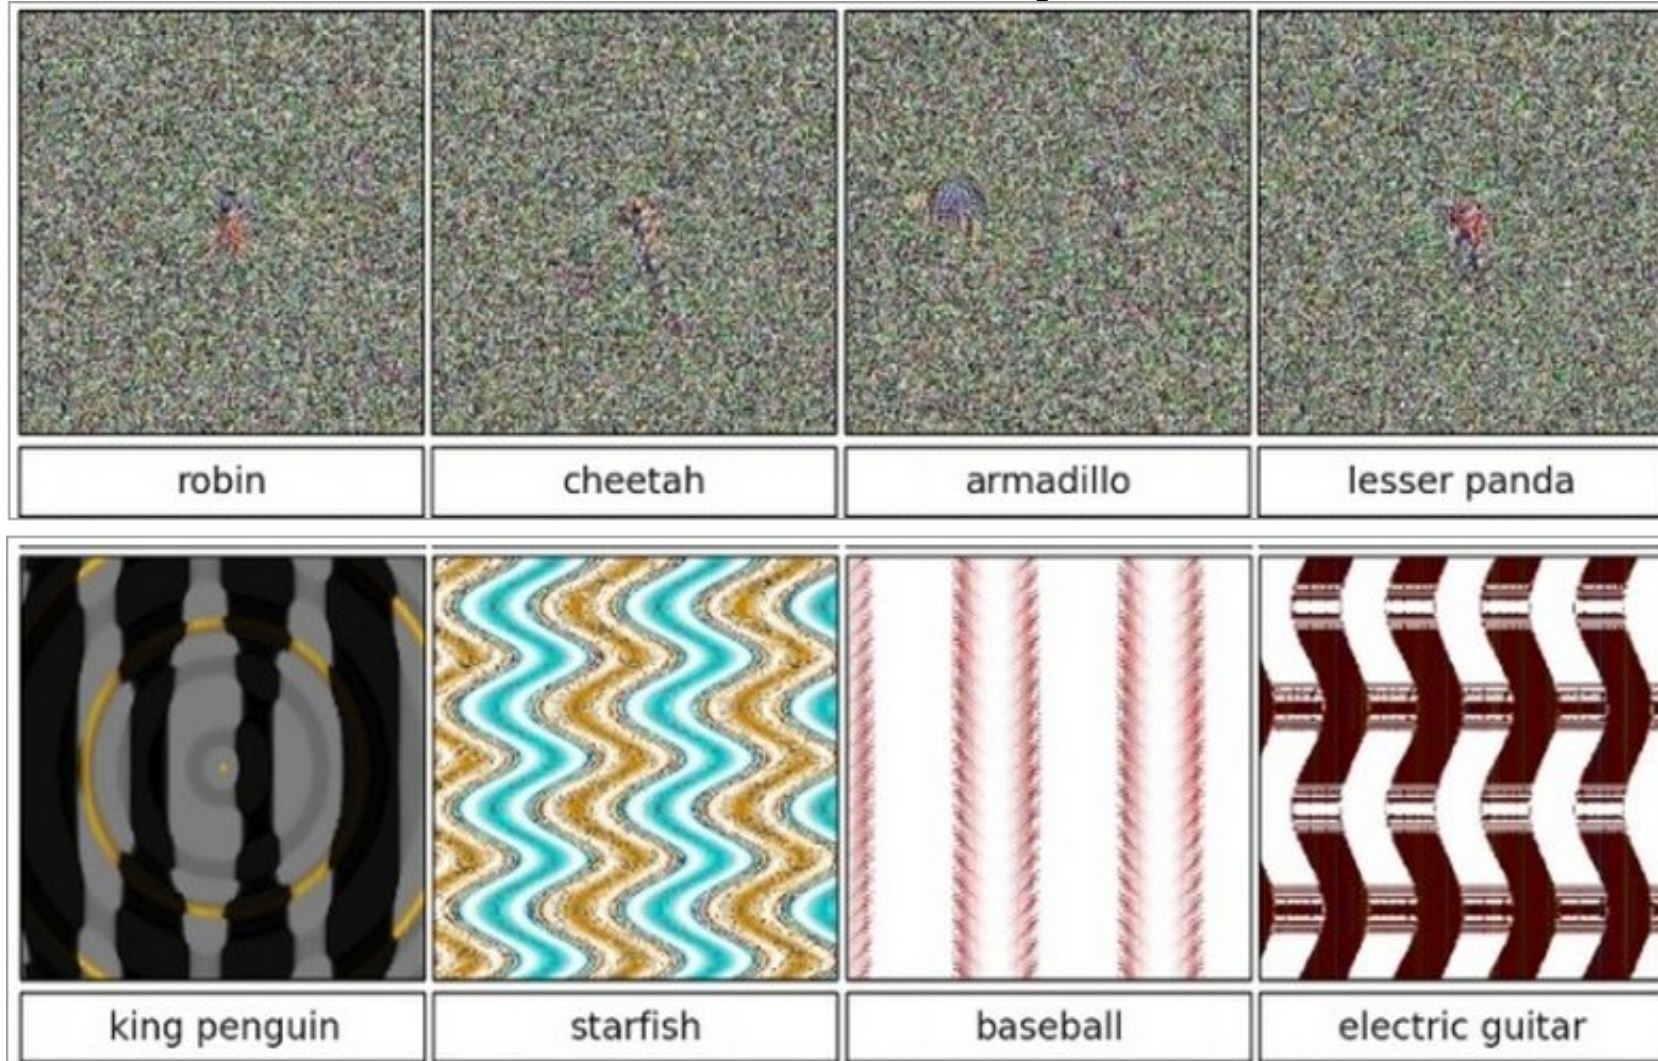 robin
cheetah
armadillo
lesser panda
king penguin
starfish
baseball
electric guitar